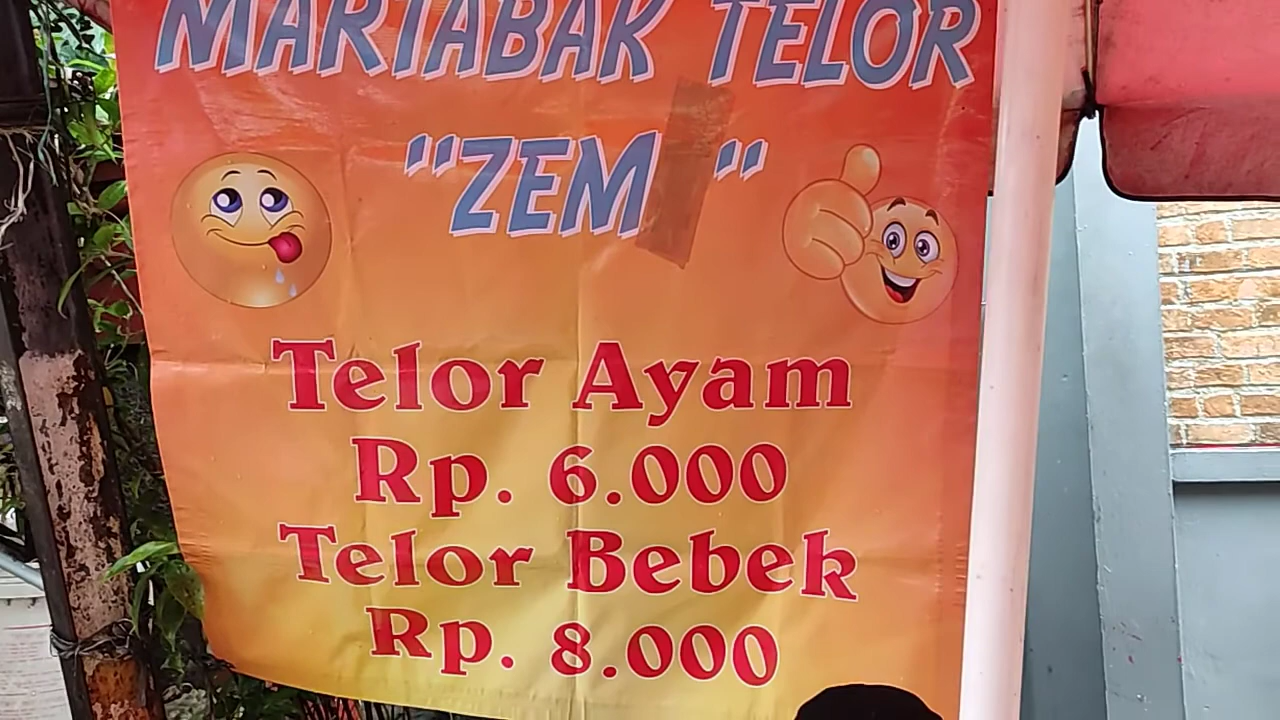 MARTABAK TELOR
"ZEM "
Telor Ayam
Rp. 6.000
Telor Bebek
Rp. 8.000